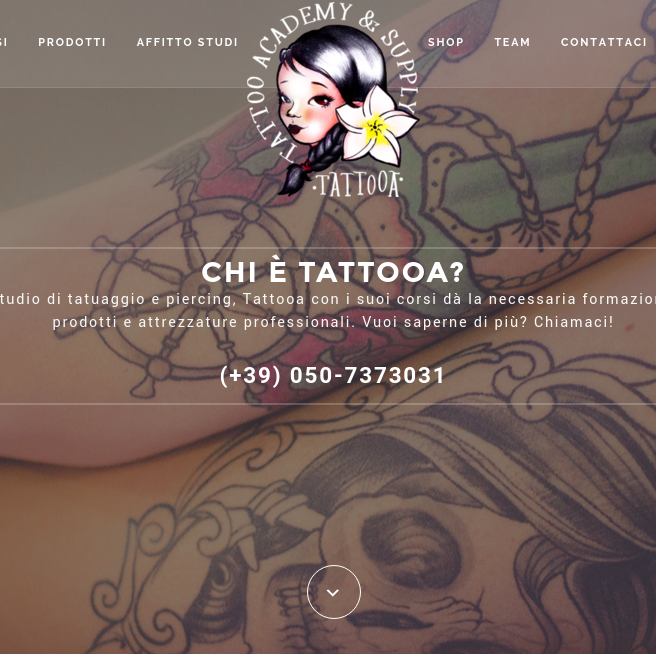 PRODOTTI AFFITTO STUDI
TATTOO ACADEMY & SUPPLY
·TATTOOA·
SHOP TEAM CONTATTACI
CHI È TATTOOA?
tudio di tatuaggio e piercing, Tattooa con i suoi corsi dà la necessaria formazion
prodotti e attrezzature professionali. Vuoi saperne di più? Chiamaci!
(+39) 050-7373031